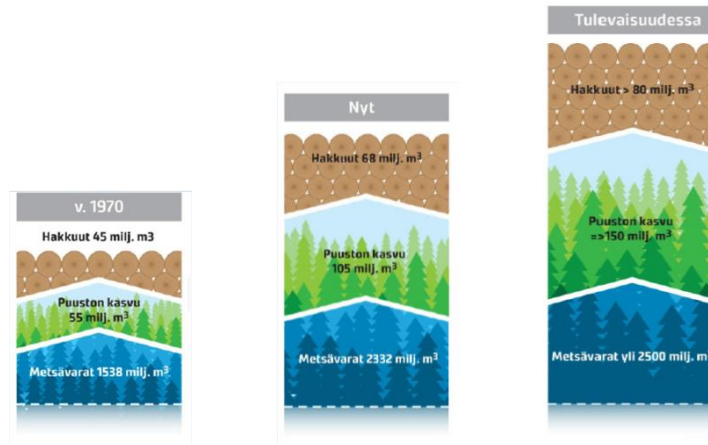 v. 1970
Hakkuut 45 milj. m3
Puuston kasvu
55 milj. m³
Metsävarat 1538 milj. m³
Nyt
Hakkuut 68 milj. m³
Puuston kasvu
105 milj. m³
Metsävarat 2332 milj. m³
Tulevaisuudessa
Hakkuut > 80 milj. m³
Puuston kasvu
=>150 milj. m³
Metsävarat yli 2500 milj. m